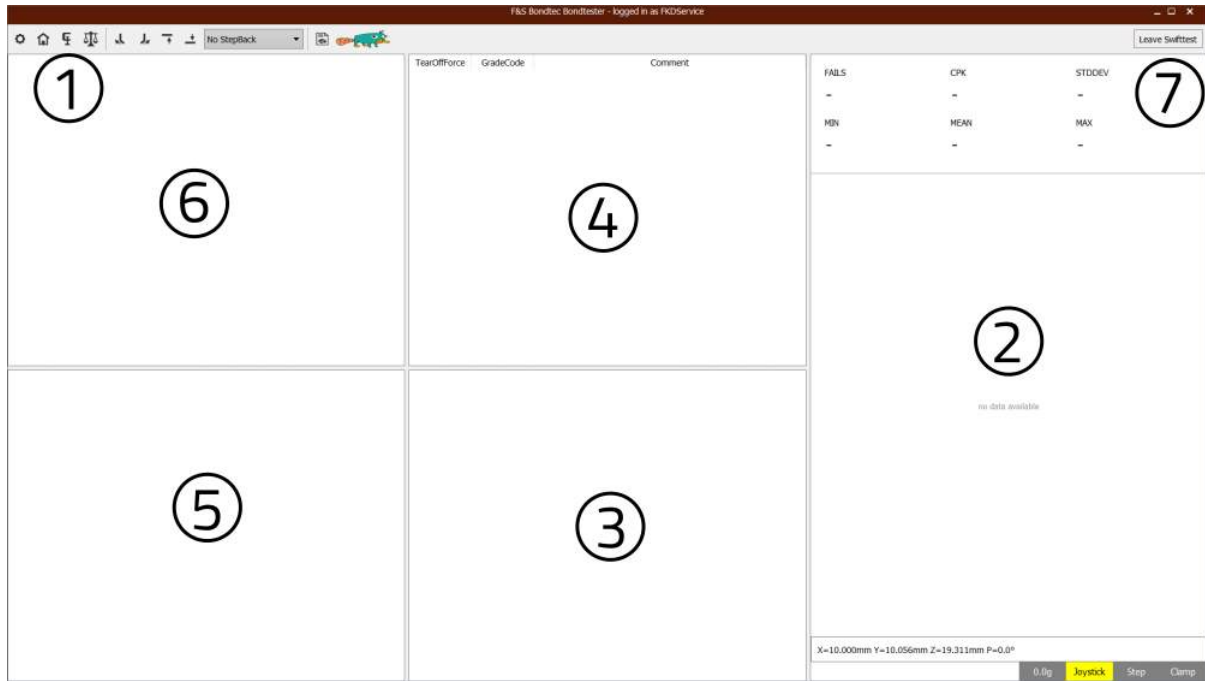 F&S Bondtec Bondtester - logged in as FKDService
No StepBack
Leave Swifttest
1
TearOffForce GradeCode Comment
FAILS CPK STDDEV
- - -
7
MIN MEAN MAX
- - -
6
4
2
no data available
5
3
X=10.000mm Y=10.056mm Z=19.311mm P=0.0°
0.0g Joystick Step Clamp